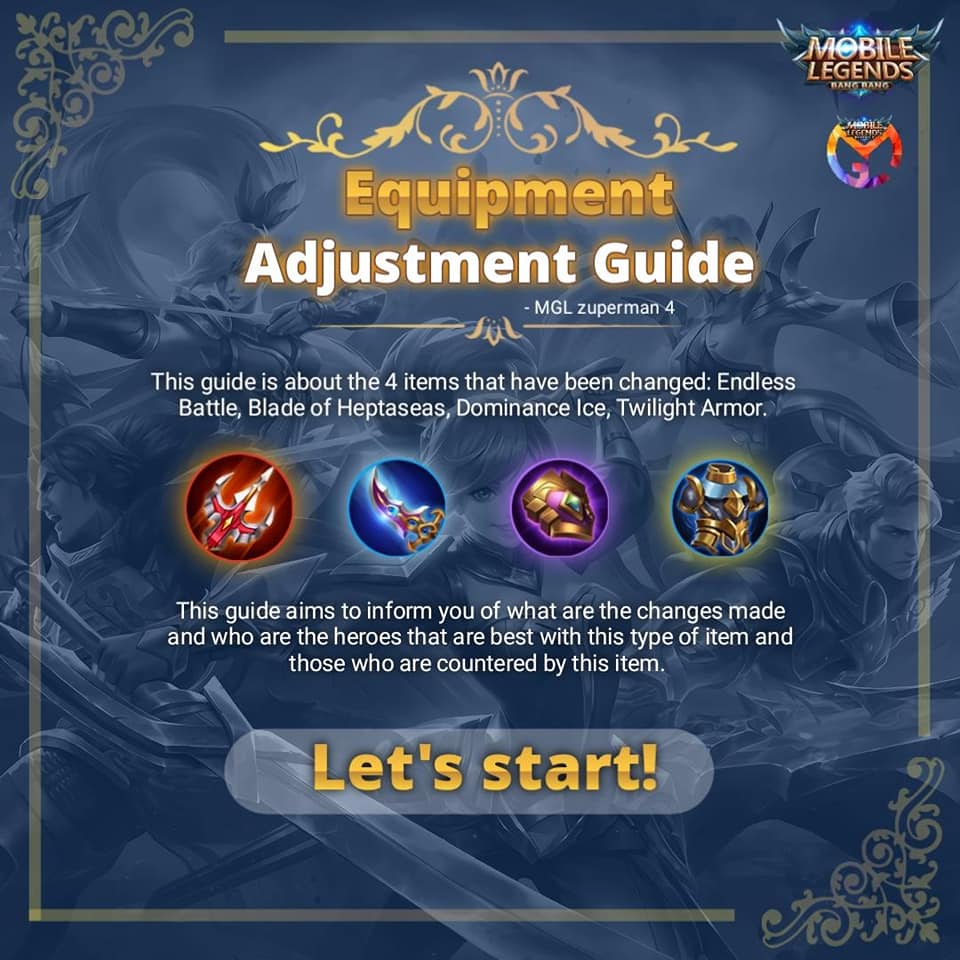 MOBILE
LEGENDS
BANG BANG
MOBILE
LEGENDS
Equipment
Adjustment Guide
- MGL zuperman 4
This guide is about the 4 items that have been changed: Endless
Battle, Blade of Heptaseas, Dominance Ice, Twilight Armor.
This guide aims to inform you of what are the changes made
and who are the heroes that are best with this type of item and
those who are countered by this item.
Let's start!